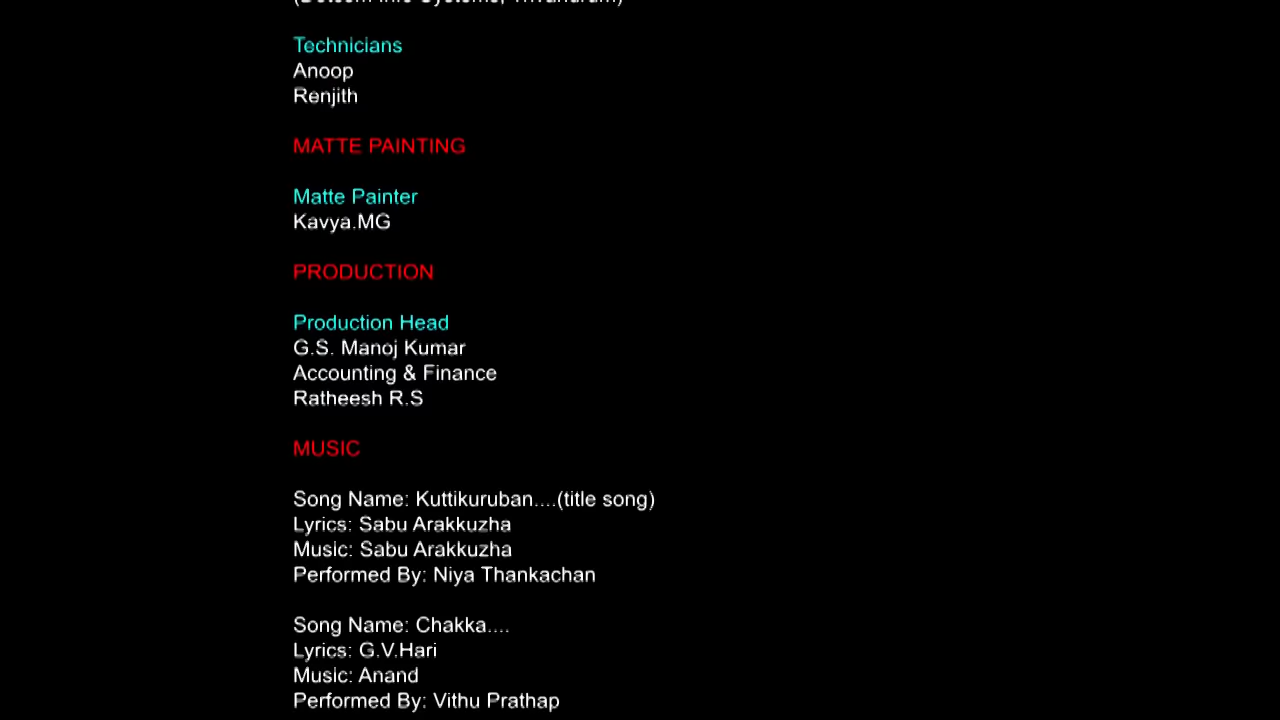 Technicians
Anoop
Renjith
MATTE PAINTING
Matte Painter
Kavya.MG
PRODUCTION
Production Head
G.S. Manoj Kumar
Accounting & Finance
Ratheesh R.S
MUSIC
Song Name: Kuttikuruban....(title song)
Lyrics: Sabu Arakkuzha
Music: Sabu Arakkuzha
Performed By: Niya Thankachan
Song Name: Chakka....
Lyrics: G.V.Hari
Music: Anand
Performed By: Vithu Prathap